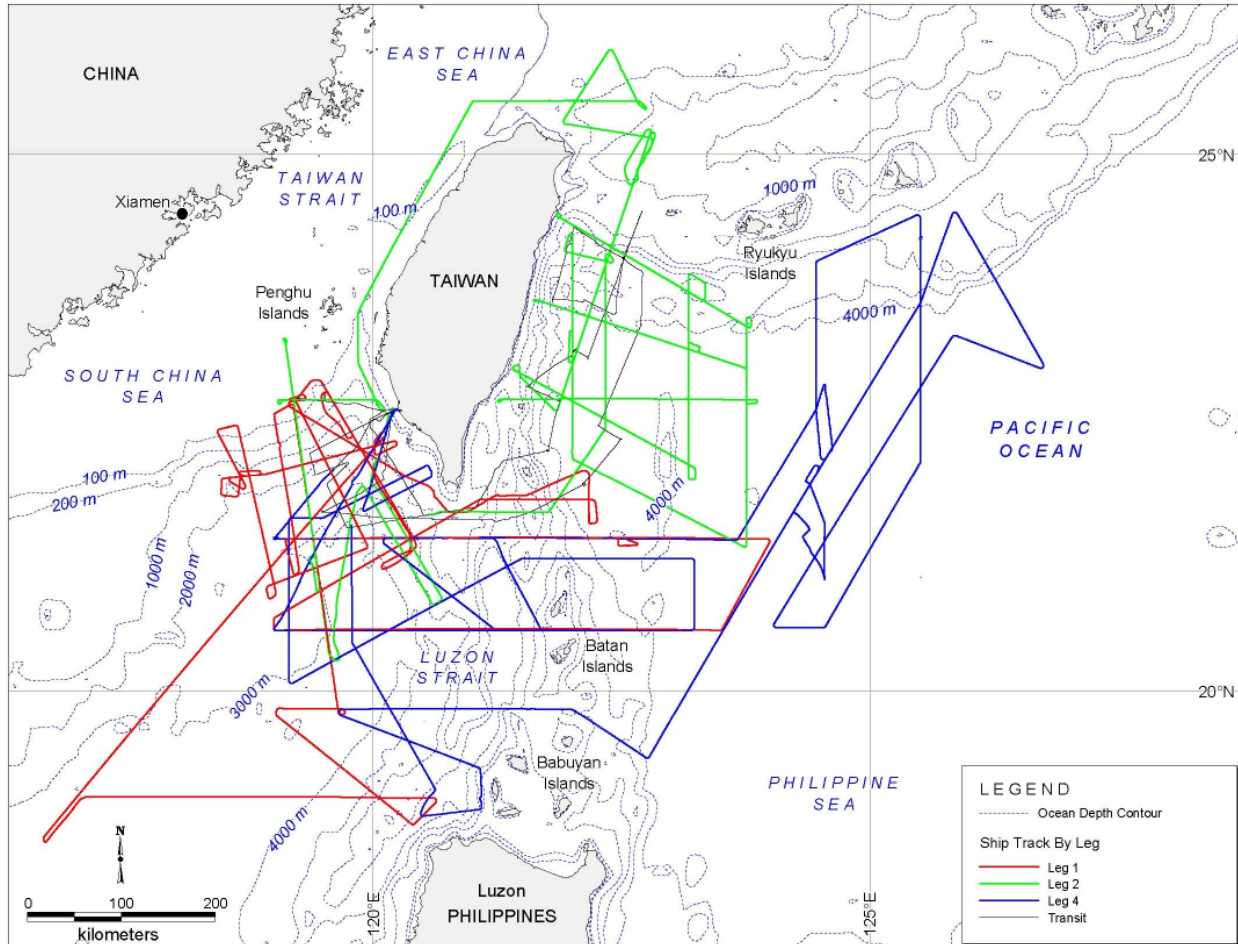 EAST CHINA
SEA
CHINA
25°N
TAIWAN
STRAIT
1000 m
Xiamen
100 m
Ryukyu
Islands
TAIWAN
Penghu
Islands
4000 m
SOUTH CHINA
SEA
PACIFIC
OCEAN
100 m
200 m
4000 m
1000 m
2000 m
Batan
Islands
LUZON
STRAIT
3000 m
20°N
Babuyan
Islands
PHILIPPINE
SEA
4000 m
LEGEND
Ocean Depth Contour
Ship Track By Leg
Leg 1
Leg 2
Leg 4
Transit
N
0 100 200
kilometers
Luzon
PHILIPPINES
120°E
125°E